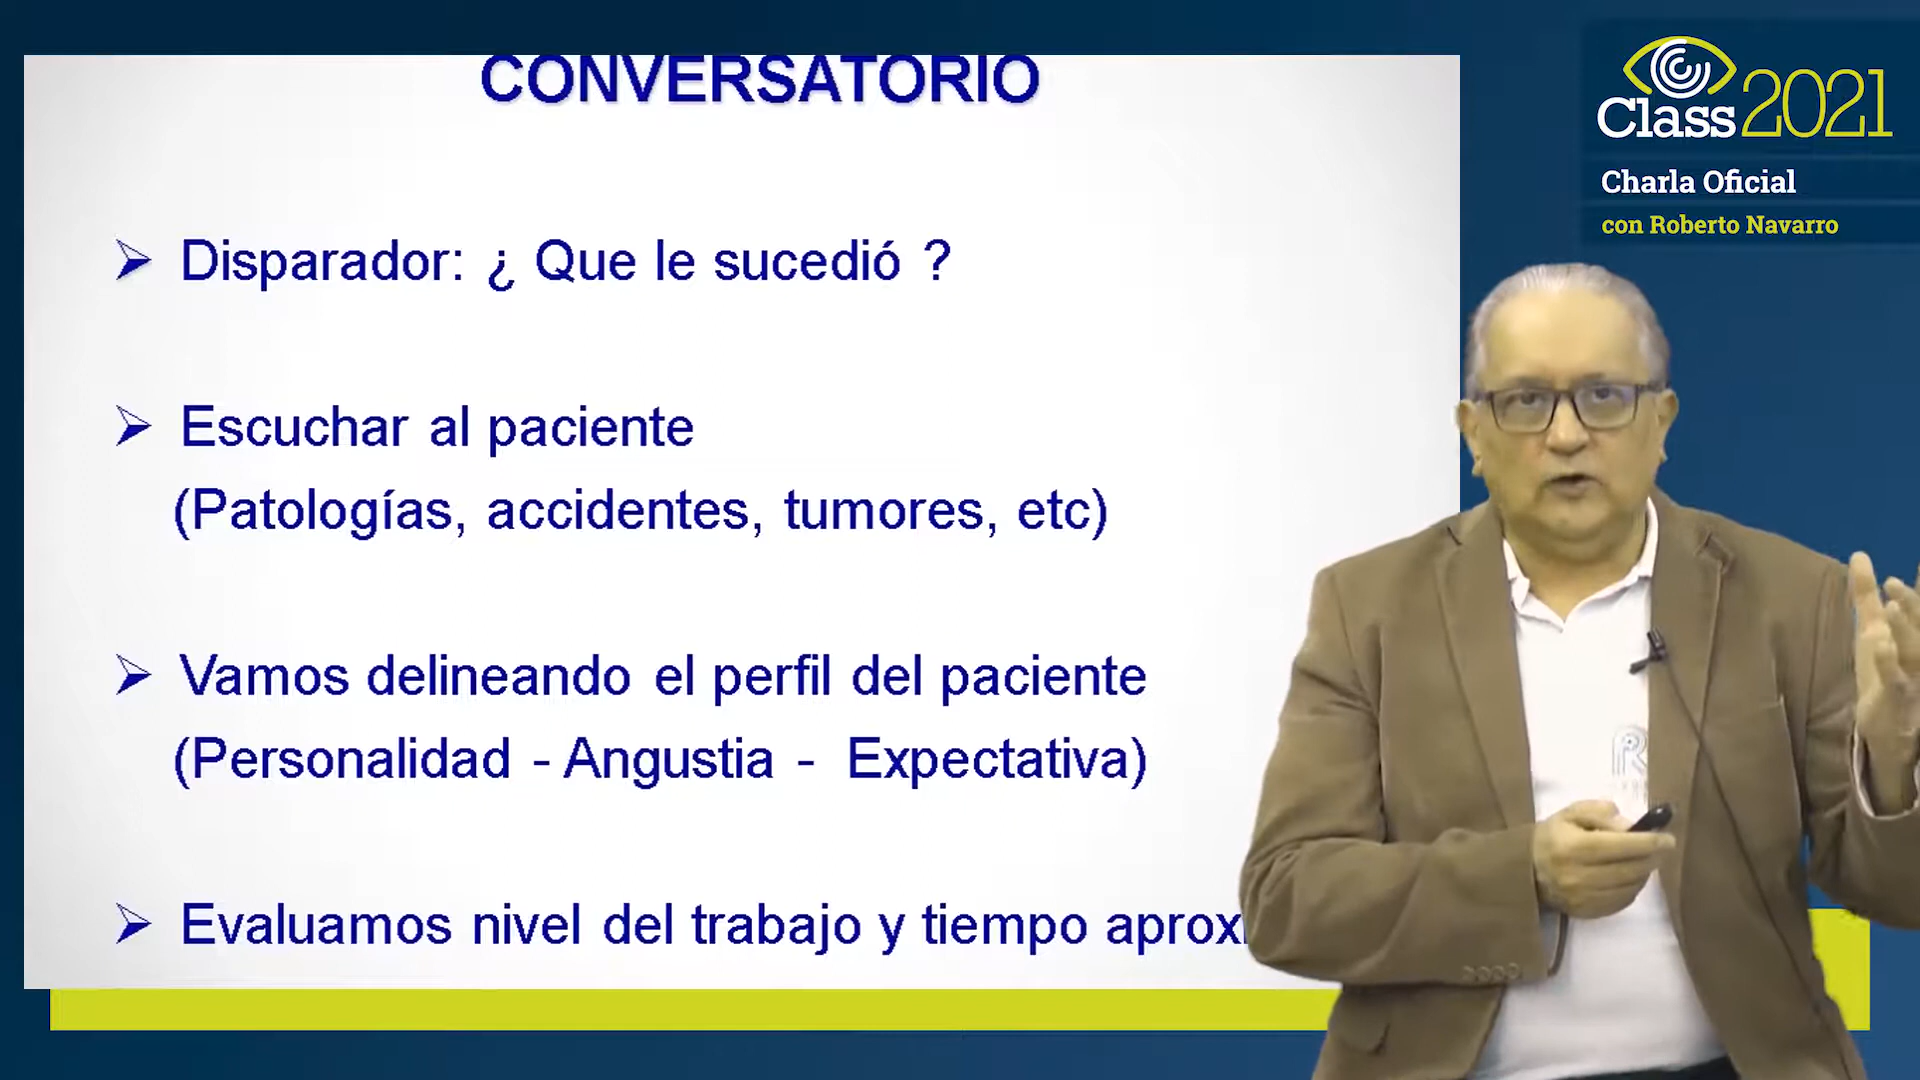 CONVERSATORIO
Disparador: ¿ Que le sucedió ?
Escuchar al paciente
(Patologías, accidentes, tumores, etc)
Vamos delineando el perfil del paciente
(Personalidad - Angustia - Expectativa)
Evaluamos nivel del trabajo y tiempo
Class 2021
Charla Oficial
con Roberto Navarro